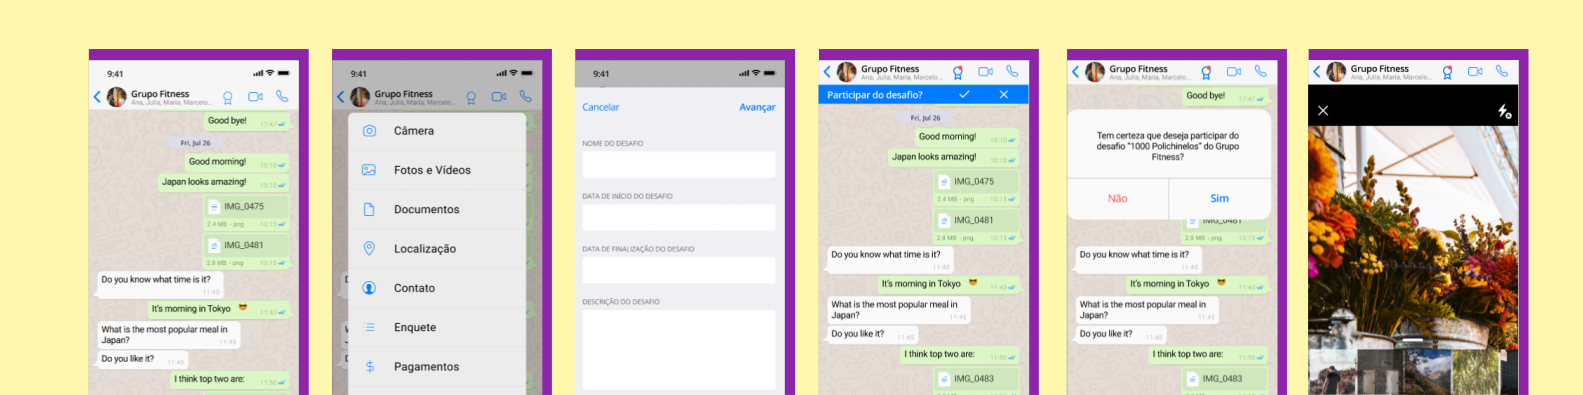 9:41
Grupo Fitness
Ana, Julia, Maria, Marcelo...
Good bye!
17:47
Fri, Jul 26
Good morning!
10:10
Japan looks amazing!
10:10
IMG_0475
2.4 MB · png
10:15
IMG_0481
2.8 MB · png
10:15
Do you know what time is it?
11:40
It's morning in Tokyo 😎
11:43
What is the most popular meal in
Japan?
11:45
Do you like it?
11:45
I think top two are:
11:50
9:41
Grupo Fitness
Ana, Julia, Maria, Marcelo...
Câmera
Fotos e Vídeos
Documentos
Localização
Contato
Enquete
Pagamentos
9:41
Cancelar
Avançar
NOME DO DESAFIO
DATA DE INÍCIO DO DESAFIO
DATA DE FINALIZAÇÃO DO DESAFIO
DESCRIÇÃO DO DESAFIO
Grupo Fitness
Ana, Julia, Maria, Marcelo...
Participar do desafio?
Fri, Jul 26
Good morning!
10:10
Japan looks amazing!
10:10
IMG_0475
2.4 MB · png
10:15
IMG_0481
2.8 MB · png
10:15
Do you know what time is it?
11:40
It's morning in Tokyo 😎
11:43
What is the most popular meal in
Japan?
11:45
Do you like it?
11:45
I think top two are:
11:50
IMG_0483
Grupo Fitness
Ana, Julia, Maria, Marcelo...
Good bye!
17:47
Tem certeza que deseja participar do
desafio "1000 Polichinelos" do Grupo
Fitness?
Não
Sim
IMG_0481
2.8 MB · png
10:15
Do you know what time is it?
11:40
It's morning in Tokyo 😎
11:43
What is the most popular meal in
Japan?
11:45
Do you like it?
11:45
I think top two are:
11:50
IMG_0483
Grupo Fitness
Ana, Julia, Maria, Marcelo...